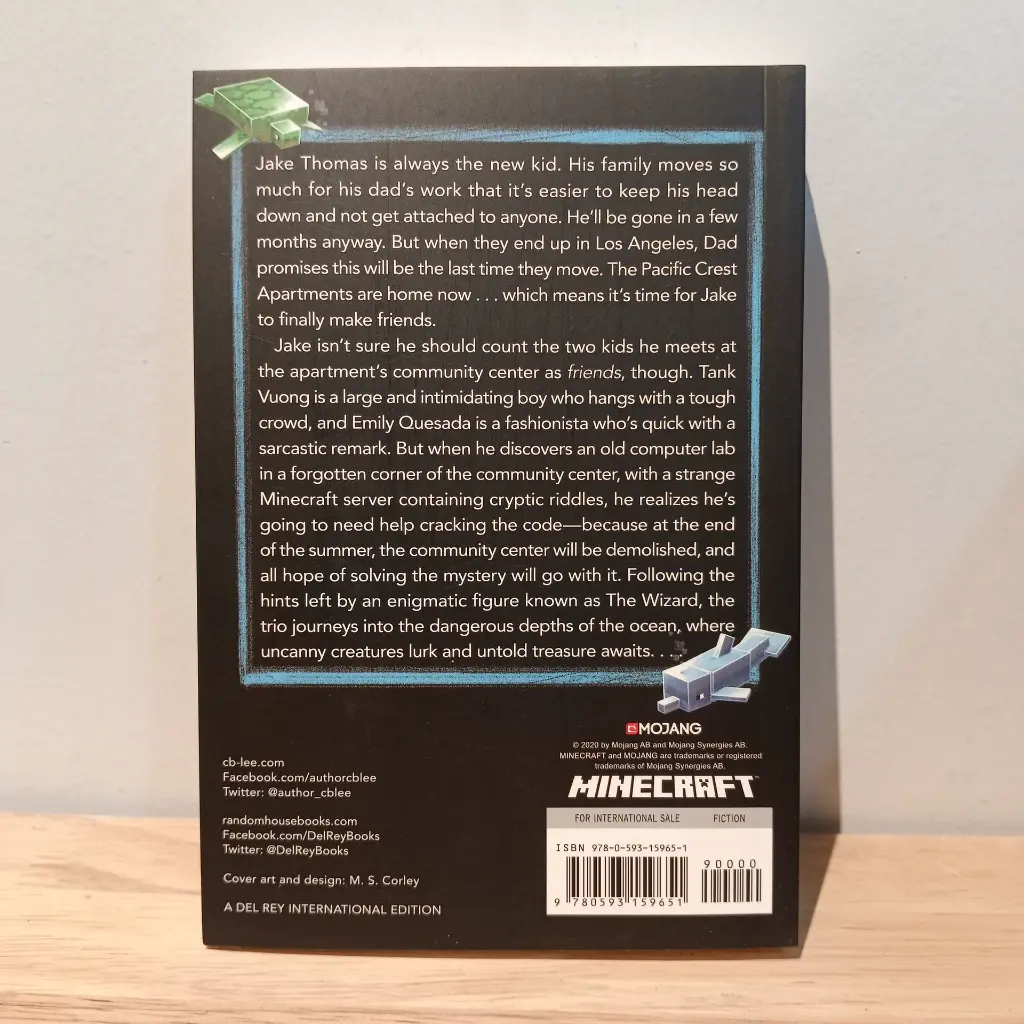 Jake Thomas is always the new kid. His family moves so
much for his dad's work that it's easier to keep his head
down and not get attached to anyone. He'll be gone in a few
months anyway. But when they end up in Los Angeles, Dad
promises this will be the last time they move. The Pacific Crest
Apartments are home now . . . which means it's time for Jake
to finally make friends.
Jake isn't sure he should count the two kids he meets at
the apartment's community center as friends, though. Tank
Vuong is a large and intimidating boy who hangs with a tough
crowd, and Emily Quesada is a fashionista who's quick with a
sarcastic remark. But when he discovers an old computer lab
in a forgotten corner of the community center, with a strange
Minecraft server containing cryptic riddles, he realizes he's
going to need help cracking the code—because at the end
of the summer, the community center will be demolished, and
all hope of solving the mystery will go with it. Following the
hints left by an enigmatic figure known as The Wizard, the
trio journeys into the dangerous depths of the ocean, where
uncanny creatures lurk and untold treasure awaits. . . .
MOJANG
© 2020 by Mojang AB and Mojang Synergies AB.
MINECRAFT and MOJANG are trademarks or registered
trademarks of Mojang Synergies AB.
MINECRAFT™
cb-lee.com
Facebook.com/authorcblee
Twitter: @author_cblee
randomhousebooks.com
Facebook.com/DelReyBooks
Twitter: @DelReyBooks
Cover art and design: M. S. Corley
A DEL REY INTERNATIONAL EDITION
FOR INTERNATIONAL SALE FICTION
ISBN 978-0-593-15965-1
90000
9 780593 159651